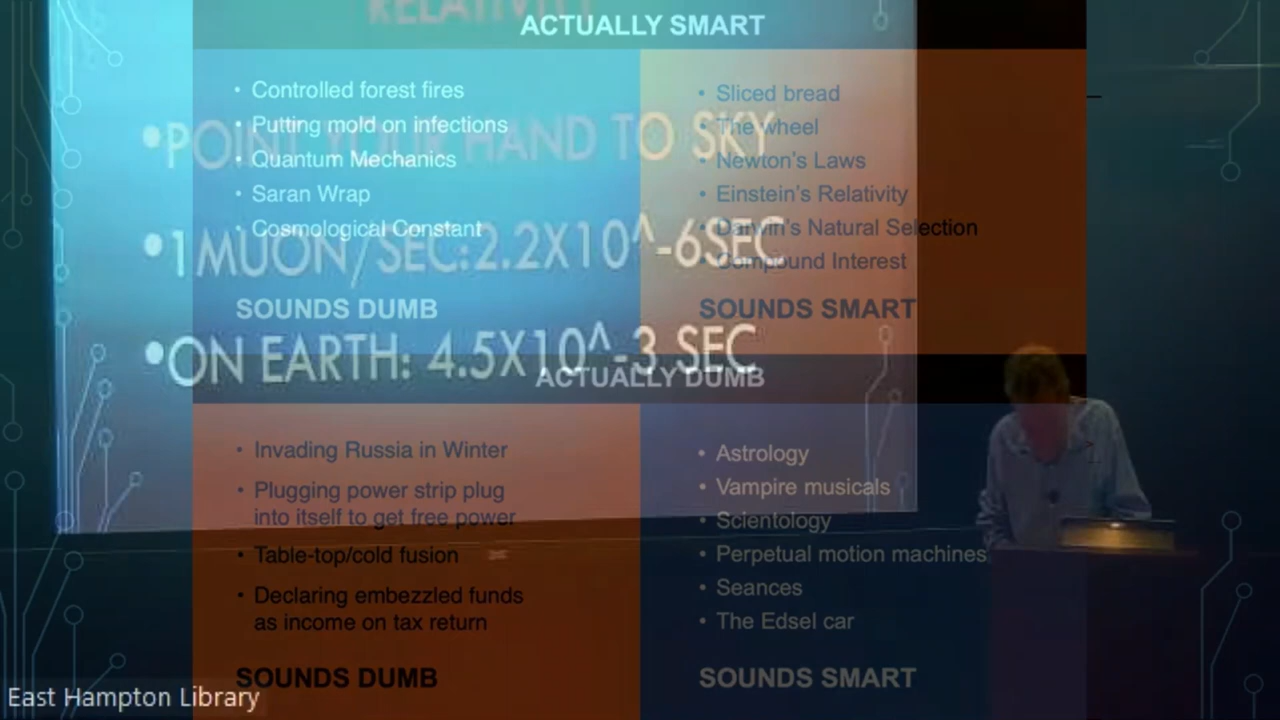 RELATIVITY
ACTUALLY SMART
• Controlled forest fires
• Putting mold on infections
• Quantum Mechanics
• Saran Wrap
• Cosmological Constant
SOUNDS DUMB
• Sliced bread
• The wheel
• Newton's Laws
• Einstein's Relativity
• Darwin's Natural Selection
• Compound Interest
SOUNDS SMART
•POINT YOUR HAND TO SKY
•1MUON/SEC:2.2X10^-6SEC
•ON EARTH: 4.5X10^-3 SEC
ACTUALLY DUMB
• Invading Russia in Winter
• Plugging power strip plug
into itself to get free power
• Table-top/cold fusion
• Declaring embezzled funds
as income on tax return
SOUNDS DUMB
• Astrology
• Vampire musicals
• Scientology
• Perpetual motion machines
• Seances
• The Edsel car
SOUNDS SMART
East Hampton Library